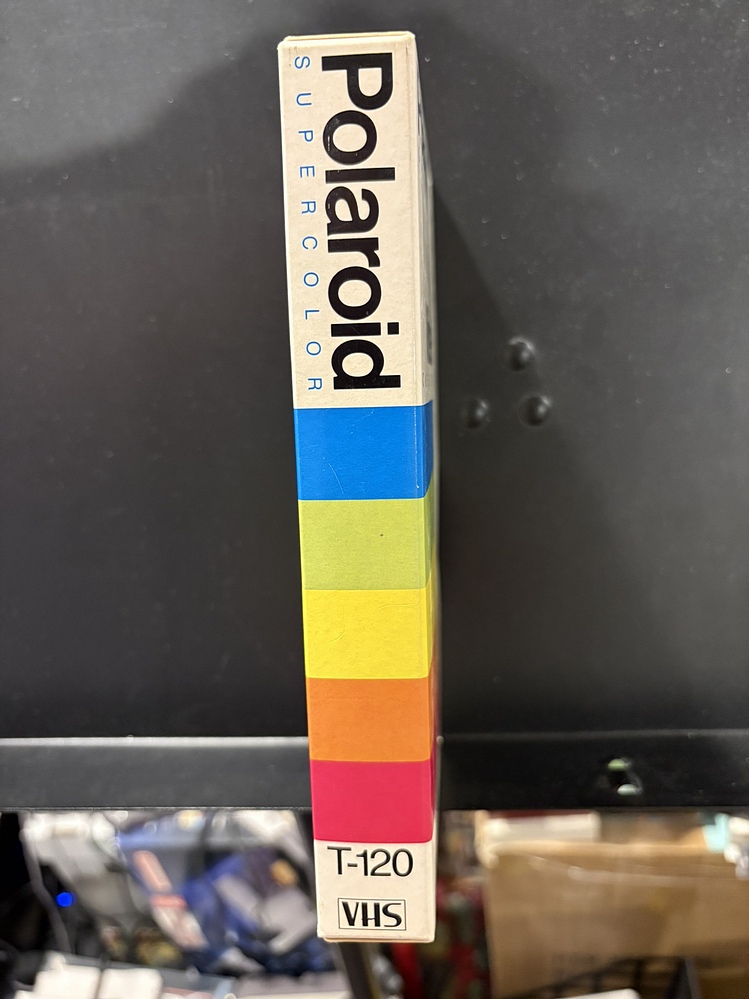 Polaroid
SUPERCOLOR
T-120
VHS